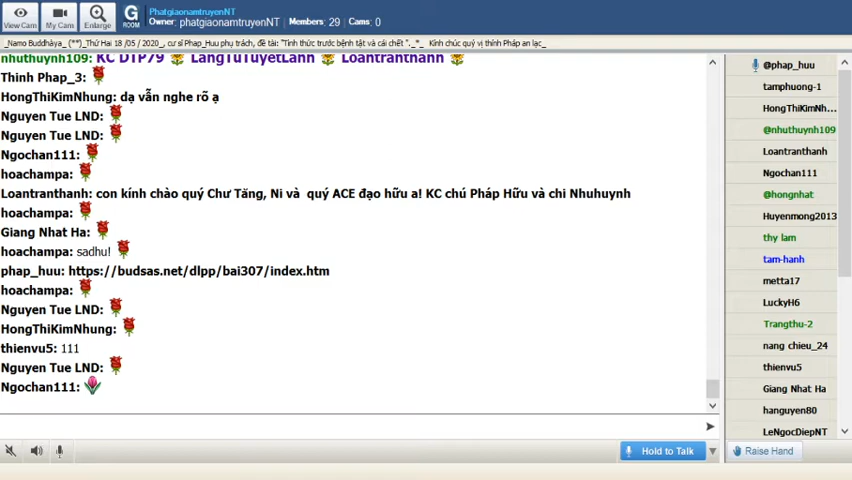 View Cam
My Cam
Enlarge
G
ROOM
PhatgiaonamtruyenNT
Owner: phatgiaonamtruyenNT Members: 29 Cams: 0
_Namo Buddhàya_ (**)_Thứ Hai 18 /05 / 2020_, cư sĩ Pháp_Huu phụ trách, đề tài: "Tỉnh thức trước bệnh tật và cái chết "._*_ Kính chúc quý vị thính Pháp an lạc_
nhuthuynh109: KC DTP79 LangTuTuyetLanh Loantranthanh
Thinh Phap_3:
HongThiKimNhung: dạ vẫn nghe rõ ạ
Nguyen Tue LND:
Nguyen Tue LND:
Ngochan111:
hoachampa:
Loantranthanh: con kính chào quý Chư Tăng, Ni và quý ACE đạo hữu ạ! KC chú Pháp Hữu và chi Nhuhuynh
hoachampa:
Giang Nhat Ha:
hoachampa: sadhu!
phap_huu: https://budsas.net/dlpp/bai307/index.htm
hoachampa:
Nguyen Tue LND:
HongThiKimNhung:
thienvu5: 111
Nguyen Tue LND:
Ngochan111:
Hold to Talk
@phap_huu
tamphuong-1
HongThiKimNh...
@nhuthuynh109
Loantranthanh
Ngochan111
@hongnhat
Huyenmong2013
thy lam
tam-hanh
metta17
LuckyH6
Trangthu-2
nang chieu_24
thienvu5
Giang Nhat Ha
hanguyen80
LeNgocDiepNT
Raise Hand